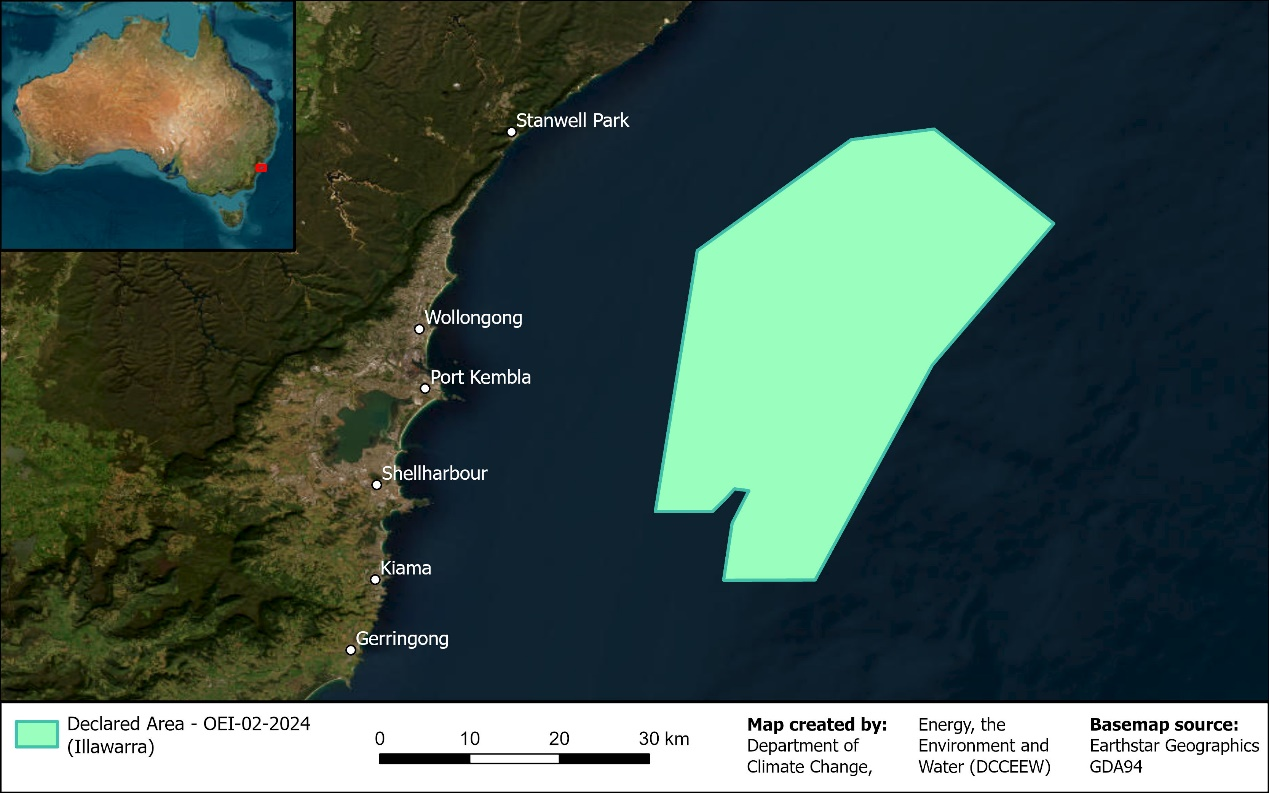 Stanwell Park
Wollongong
Port Kembla
Shellharbour
Kiama
Gerringong
Declared Area - OEI-02-2024
(Illawarra)
0 10 20 30 km
Map created by:
Department of
Climate Change,
Energy, the
Environment and
Water (DCCEEW)
Basemap source:
Earthstar Geographics
GDA94